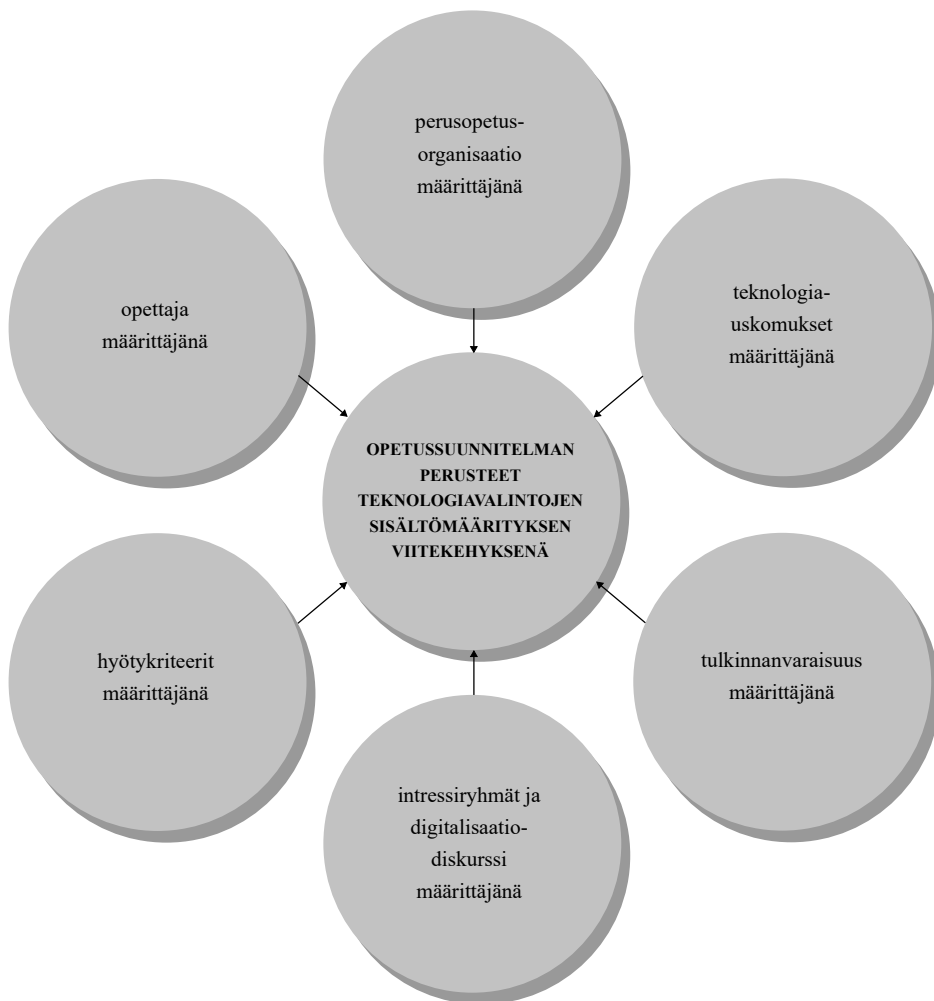 perusopetus-
organisaatio
määrittäjänä
opettaja
määrittäjänä
teknologia-
uskomukset
määrittäjänä
OPETUSSUUNNITELMAN
PERUSTEET
TEKNOLOGIAVALINTOJEN
SISÄLTÖMÄÄRITYKSEN
VIITEKEHYKSENÄ
hyötykriteerit
määrittäjänä
tulkinnanvaraisuus
määrittäjänä
intressiryhmät ja
digitalisaatio-
diskurssi
määrittäjänä